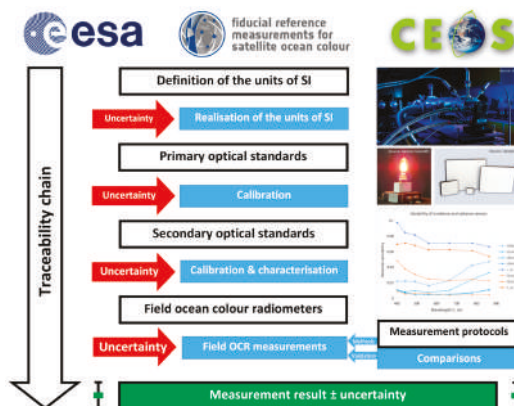 esa
fiducial reference
measurements for
satellite ocean colour
CEOS
Traceability chain
Definition of the units of SI
Uncertainty
Realisation of the units of SI
Primary optical standards
Uncertainty
Calibration
Secondary optical standards
Uncertainty
Calibration & characterisation
Field ocean colour radiometers
Uncertainty
Field OCR measurements
Measurement protocols
Comparisons
Measurement result ± uncertainty